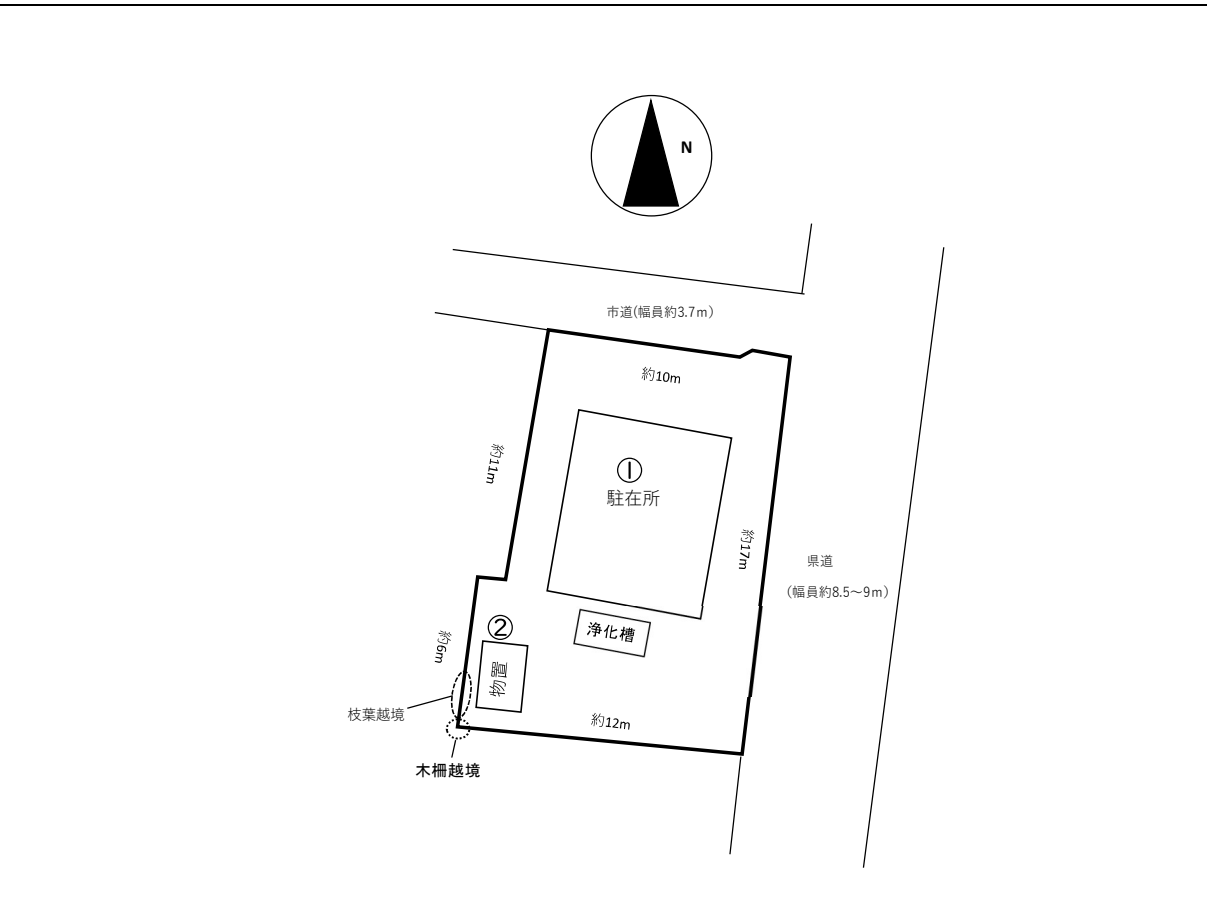 N
市道(幅員約3.7ｍ)
約10m
約11m
①
駐在所
約17m
県道
(幅員約8.5～9ｍ)
②
浄化槽
約6m
物置
枝葉越境
約12m
木柵越境